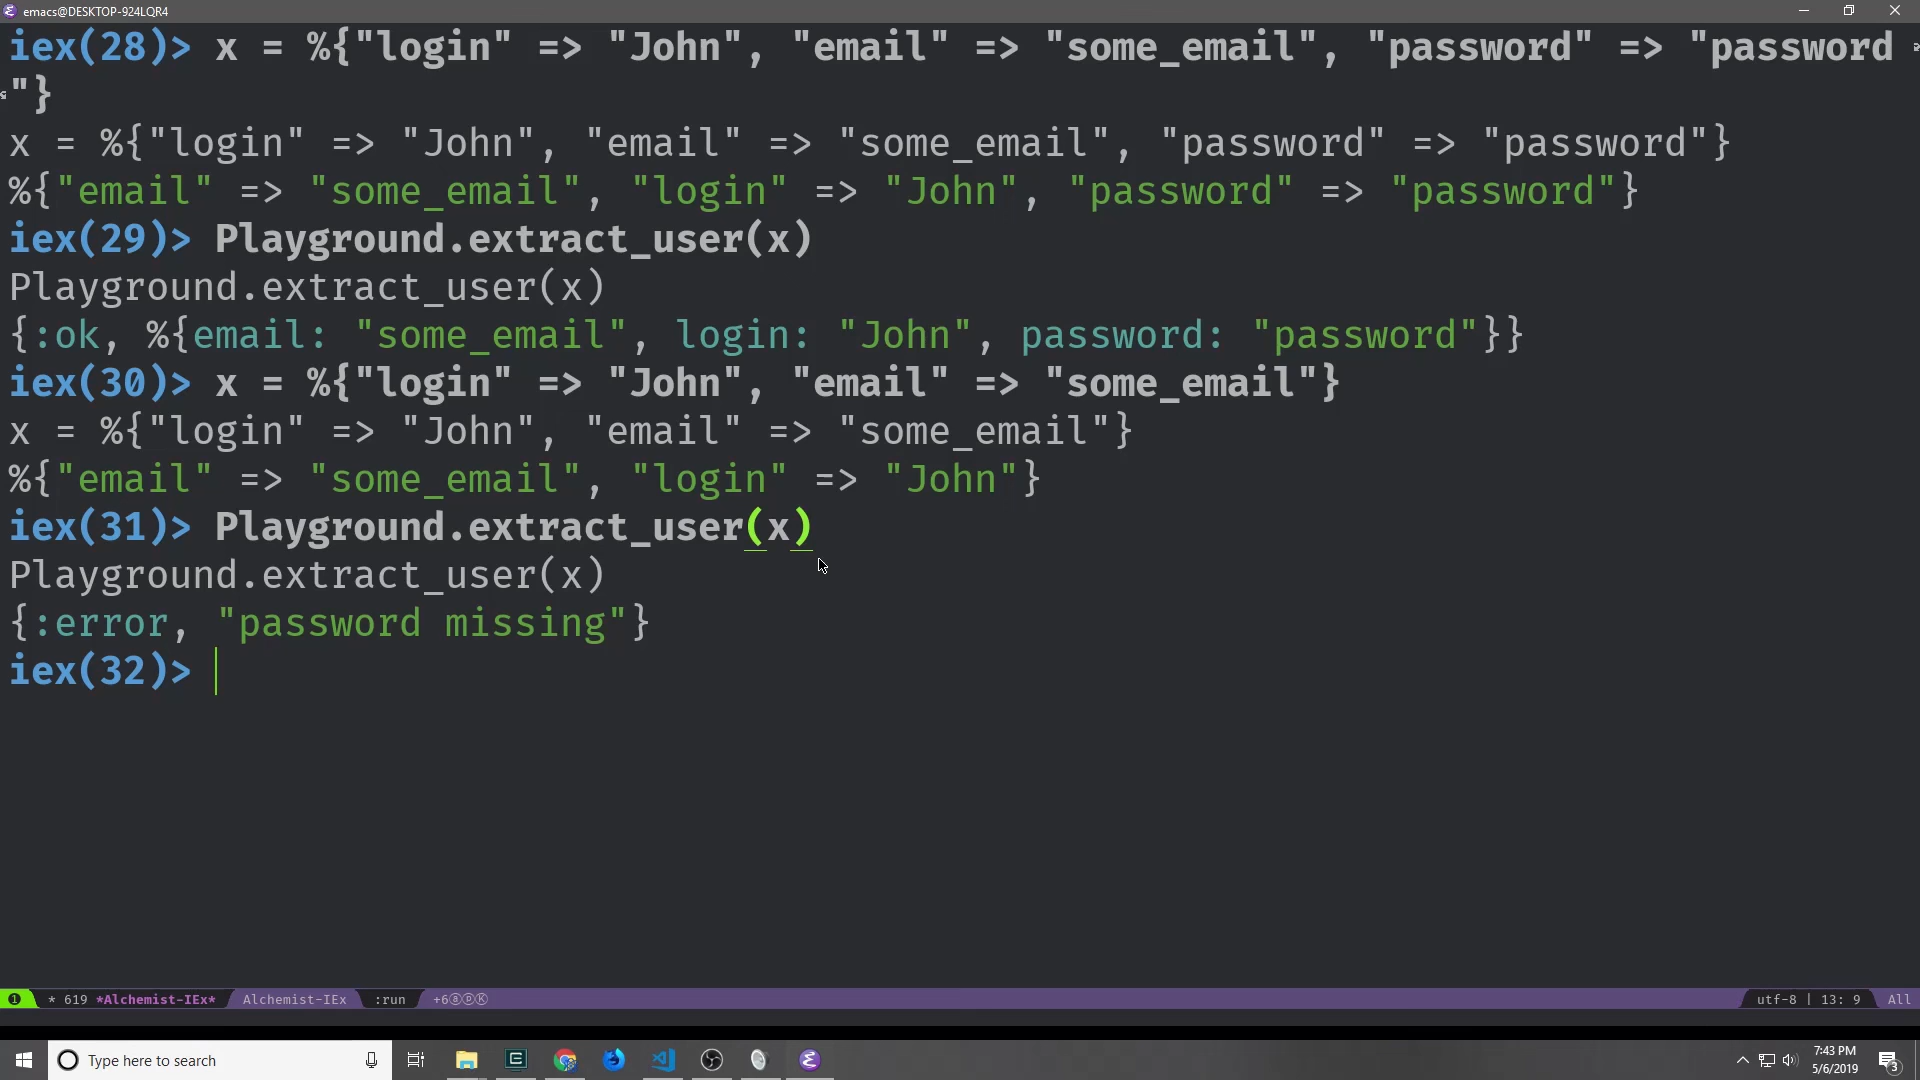 emacs@DESKTOP-924LQR4
iex(28)> x = %{"login" => "John", "email" => "some_email", "password" => "password
"}
x = %{"login" => "John", "email" => "some_email", "password" => "password"}
%{"email" => "some_email", "login" => "John", "password" => "password"}
iex(29)> Playground.extract_user(x)
Playground.extract_user(x)
{:ok, %{email: "some_email", login: "John", password: "password"}}
iex(30)> x = %{"login" => "John", "email" => "some_email"}
x = %{"login" => "John", "email" => "some_email"}
%{"email" => "some_email", "login" => "John"}
iex(31)> Playground.extract_user(x)
Playground.extract_user(x)
{:error, "password missing"}
iex(32)>
❶ * 619 *Alchemist-IEx* Alchemist-IEx :run +6ⓐⓟⓚ utf-8 | 13: 9 All
Type here to search
7:43 PM
5/6/2019
3